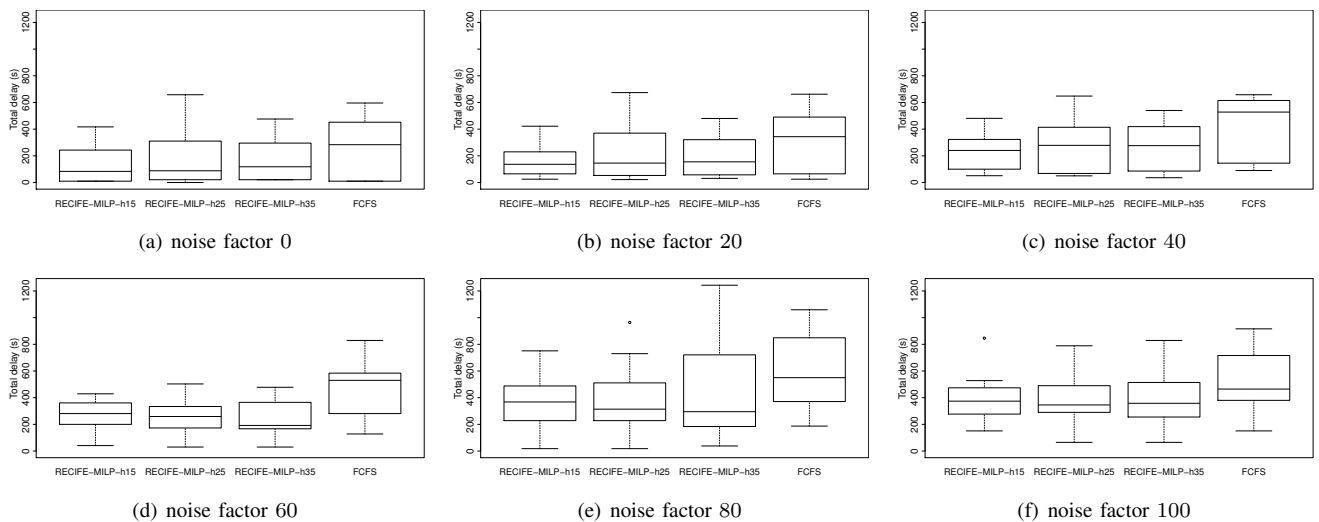 Total delay (s)
0 200 400 600 800 1200
RECIFE−MILP−h15 RECIFE−MILP−h25 RECIFE−MILP−h35 FCFS
(a) noise factor 0
Total delay (s)
0 200 400 600 800 1200
RECIFE−MILP−h15 RECIFE−MILP−h25 RECIFE−MILP−h35 FCFS
(b) noise factor 20
Total delay (s)
0 200 400 600 800 1200
RECIFE−MILP−h15 RECIFE−MILP−h25 RECIFE−MILP−h35 FCFS
(c) noise factor 40
Total delay (s)
0 200 400 600 800 1200
RECIFE−MILP−h15 RECIFE−MILP−h25 RECIFE−MILP−h35 FCFS
(d) noise factor 60
Total delay (s)
0 200 400 600 800 1200
RECIFE−MILP−h15 RECIFE−MILP−h25 RECIFE−MILP−h35 FCFS
(e) noise factor 80
Total delay (s)
0 200 400 600 800 1200
RECIFE−MILP−h15 RECIFE−MILP−h25 RECIFE−MILP−h35 FCFS
(f) noise factor 100